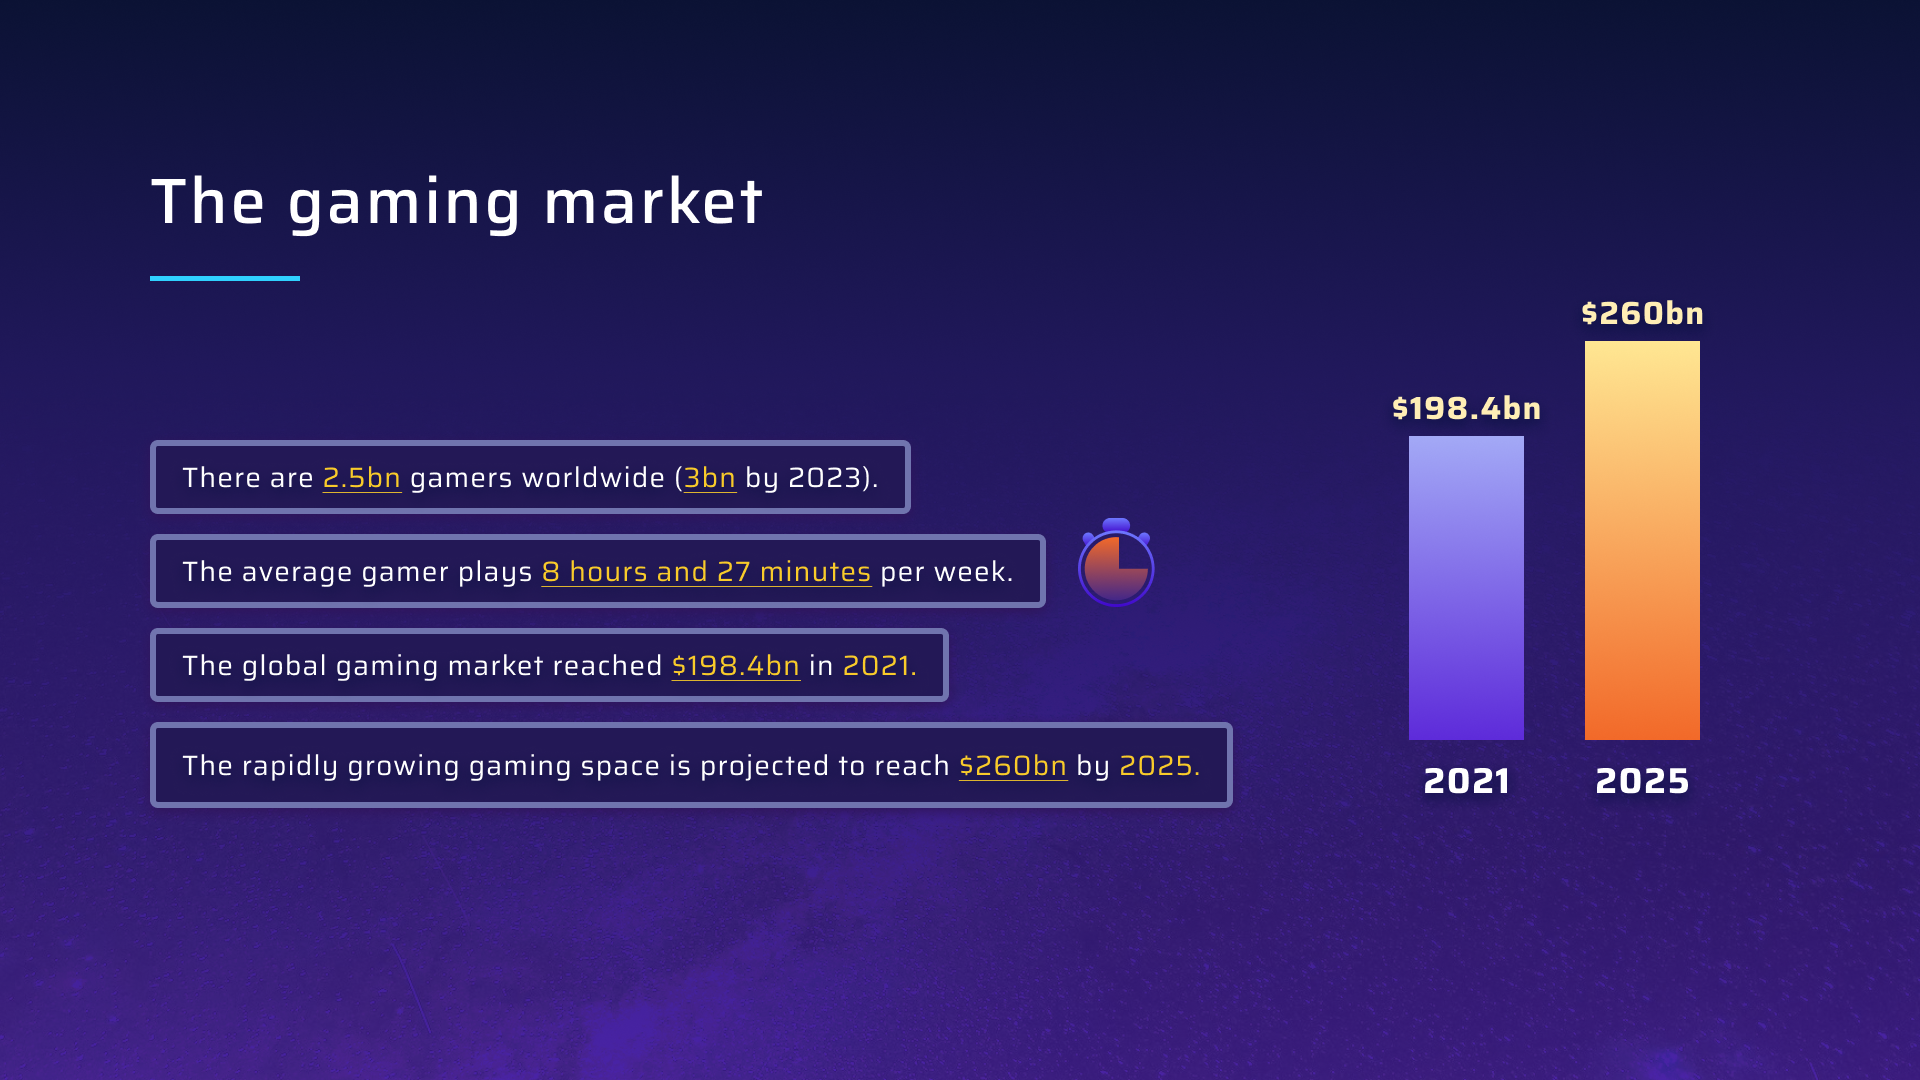 The gaming market
There are 2.5bn gamers worldwide (3bn by 2023).
The average gamer plays 8 hours and 27 minutes per week.
The global gaming market reached $198.4bn in 2021.
The rapidly growing gaming space is projected to reach $260bn by 2025.
$198.4bn
$260bn
2021
2025